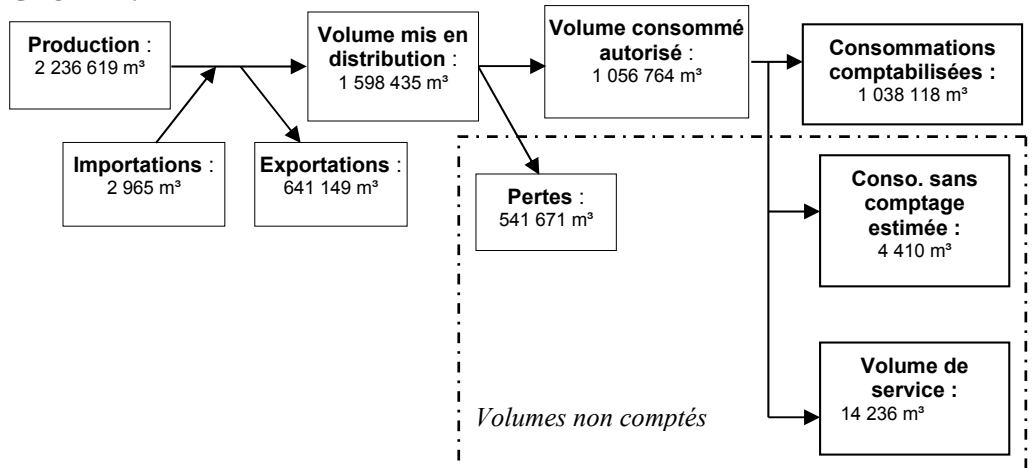 Production :
2 236 619 m³
Volume mis en
distribution :
1 598 435 m³
Volume consommé
autorisé :
1 056 764 m³
Consommations
comptabilisées :
1 038 118 m³
Importations :
2 965 m³
Exportations :
641 149 m³
Pertes :
541 671 m³
Conso. sans
comptage
estimée :
4 410 m³
Volume de
service :
14 236 m³
Volumes non comptés